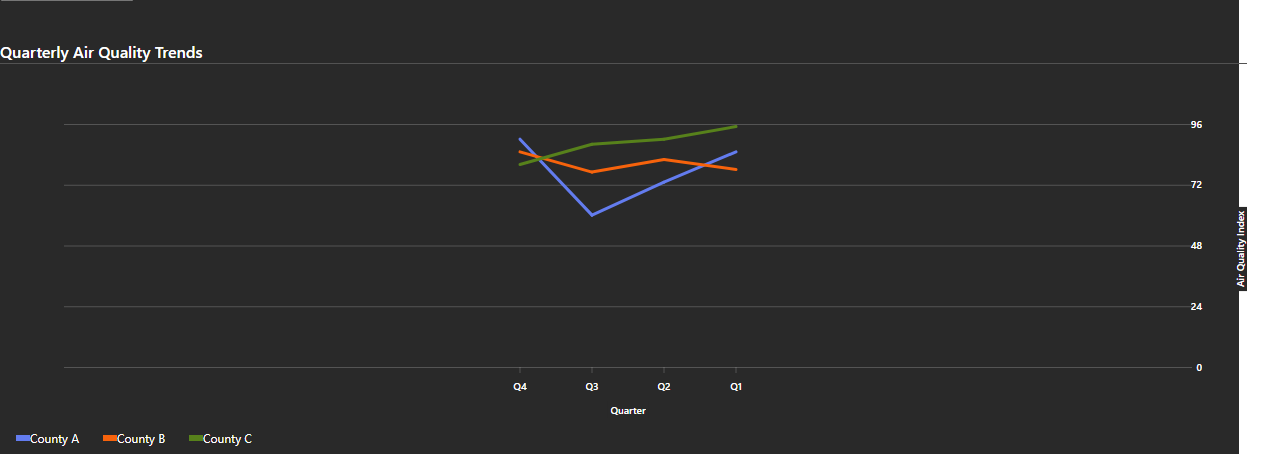 Quarterly Air Quality Trends
96
72
48
24
0
Air Quality Index
Q4 Q3 Q2 Q1
Quarter
County A County B County C